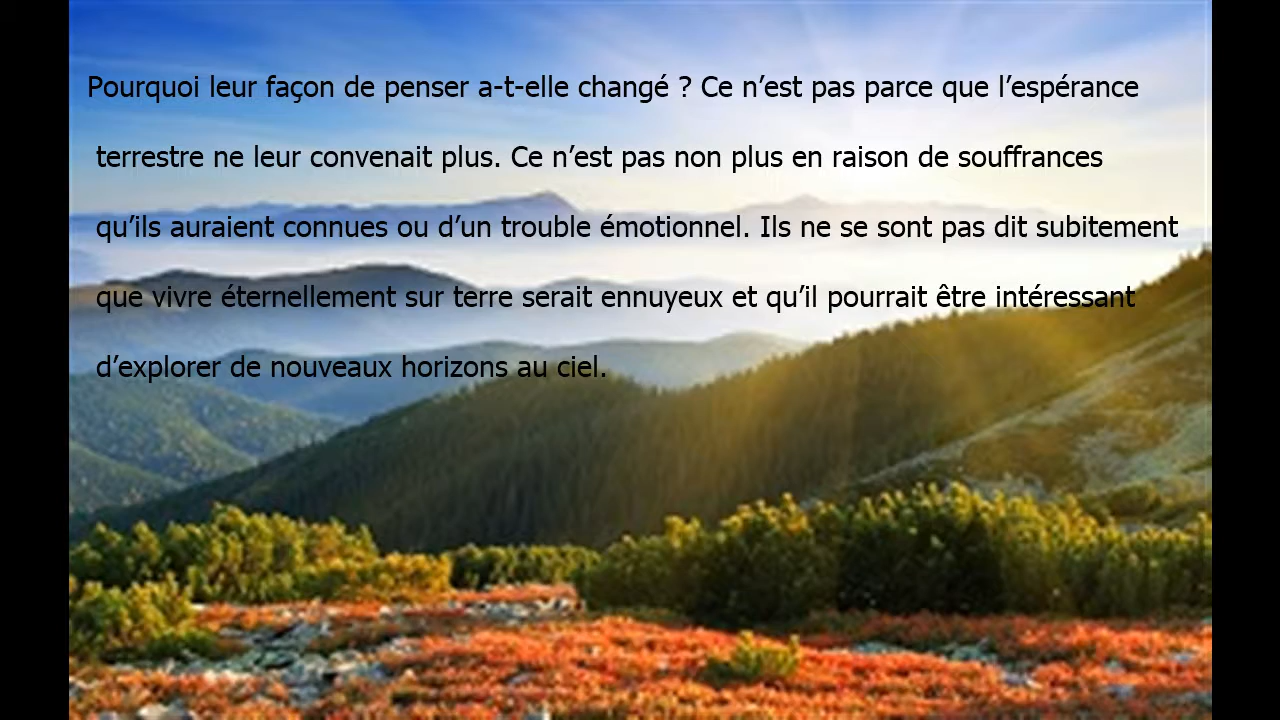 Pourquoi leur façon de penser a-t-elle changé ? Ce n’est pas parce que l’espérance
terrestre ne leur convenait plus. Ce n’est pas non plus en raison de souffrances
qu’ils auraient connues ou d’un trouble émotionnel. Ils ne se sont pas dit subitement
que vivre éternellement sur terre serait ennuyeux et qu’il pourrait être intéressant
d’explorer de nouveaux horizons au ciel.